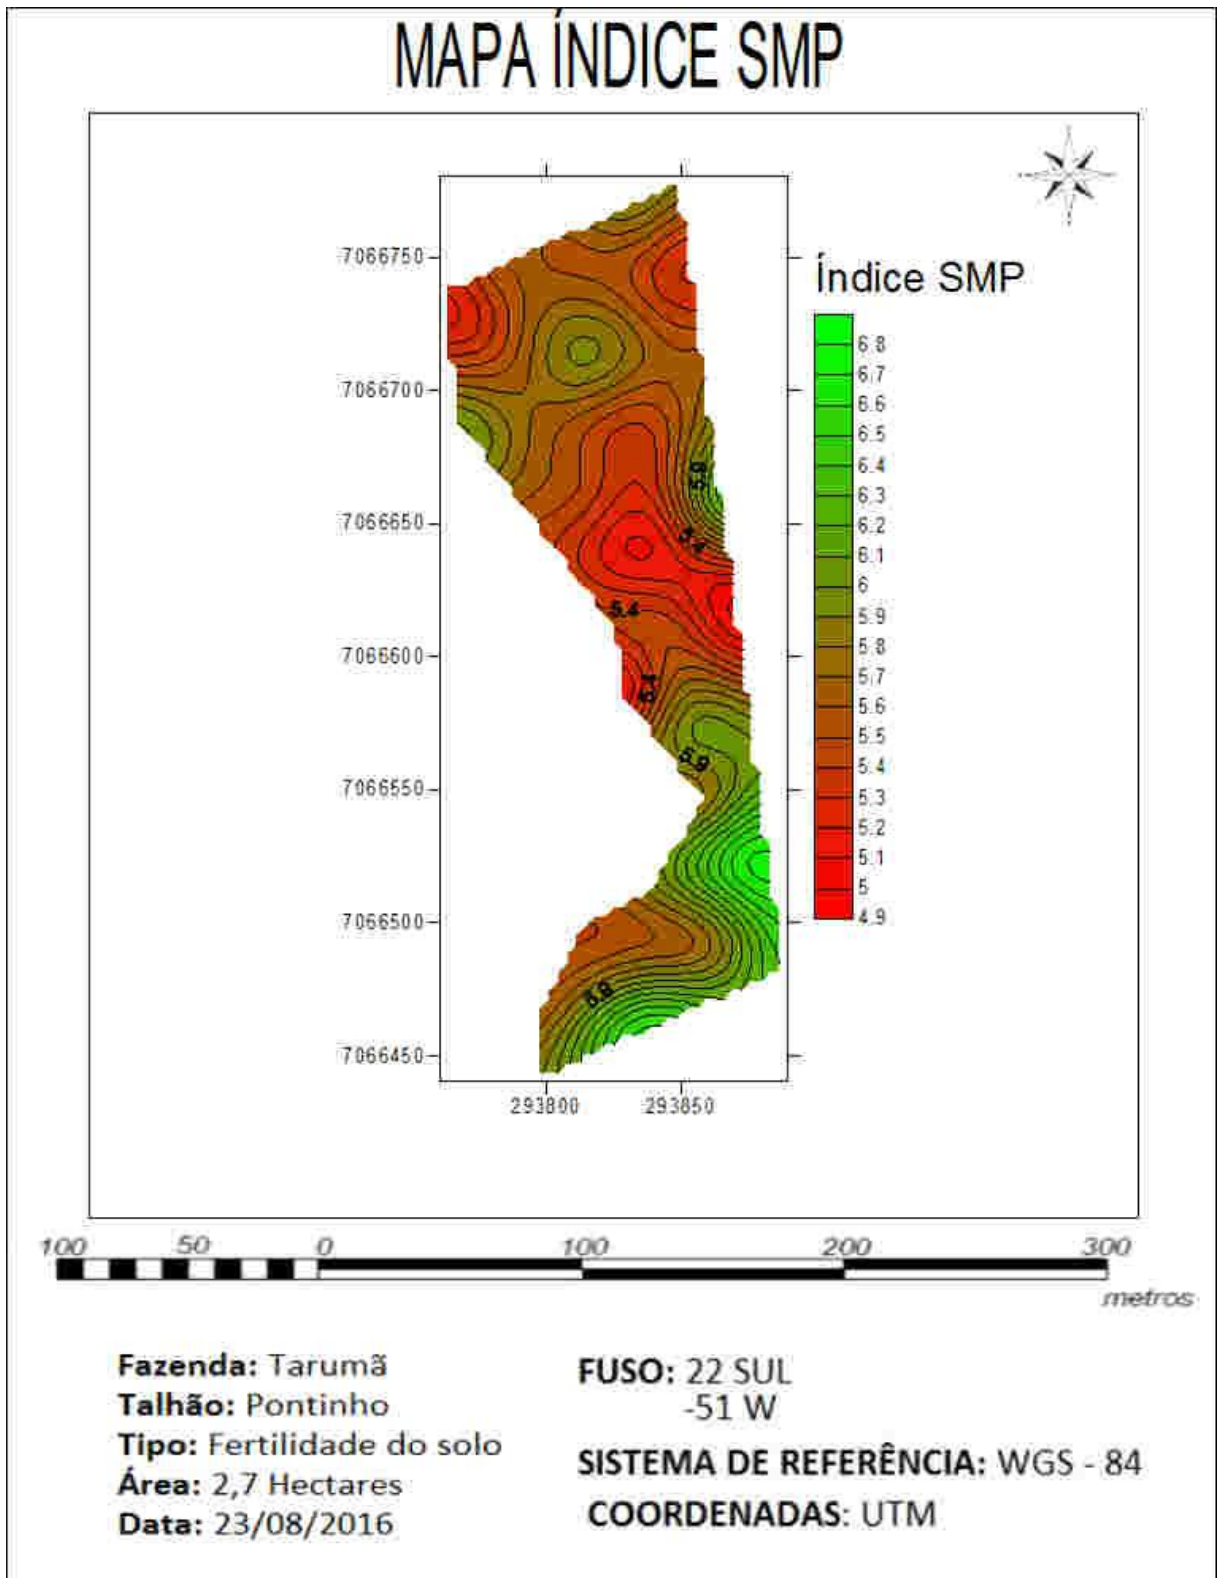 MAPA ÍNDICE SMP
Índice SMP
6.8
6.7
6.6
6.5
6.4
6.3
6.2
6.1
6
5.9
5.8
5.7
5.6
5.5
5.4
5.3
5.2
5.1
5
4.9
7066750
7066700
7066650
7066600
7066550
7066500
7066450
5.9
5.4
5.4
5.4
5.9
5.9
293800
293850
100 50 0 100 200 300
metros
Fazenda: Tarumã
Talhão: Pontinho
Tipo: Fertilidade do solo
Área: 2,7 Hectares
Data: 23/08/2016
FUSO: 22 SUL
-51 W
SISTEMA DE REFERÊNCIA: WGS - 84
COORDENADAS: UTM